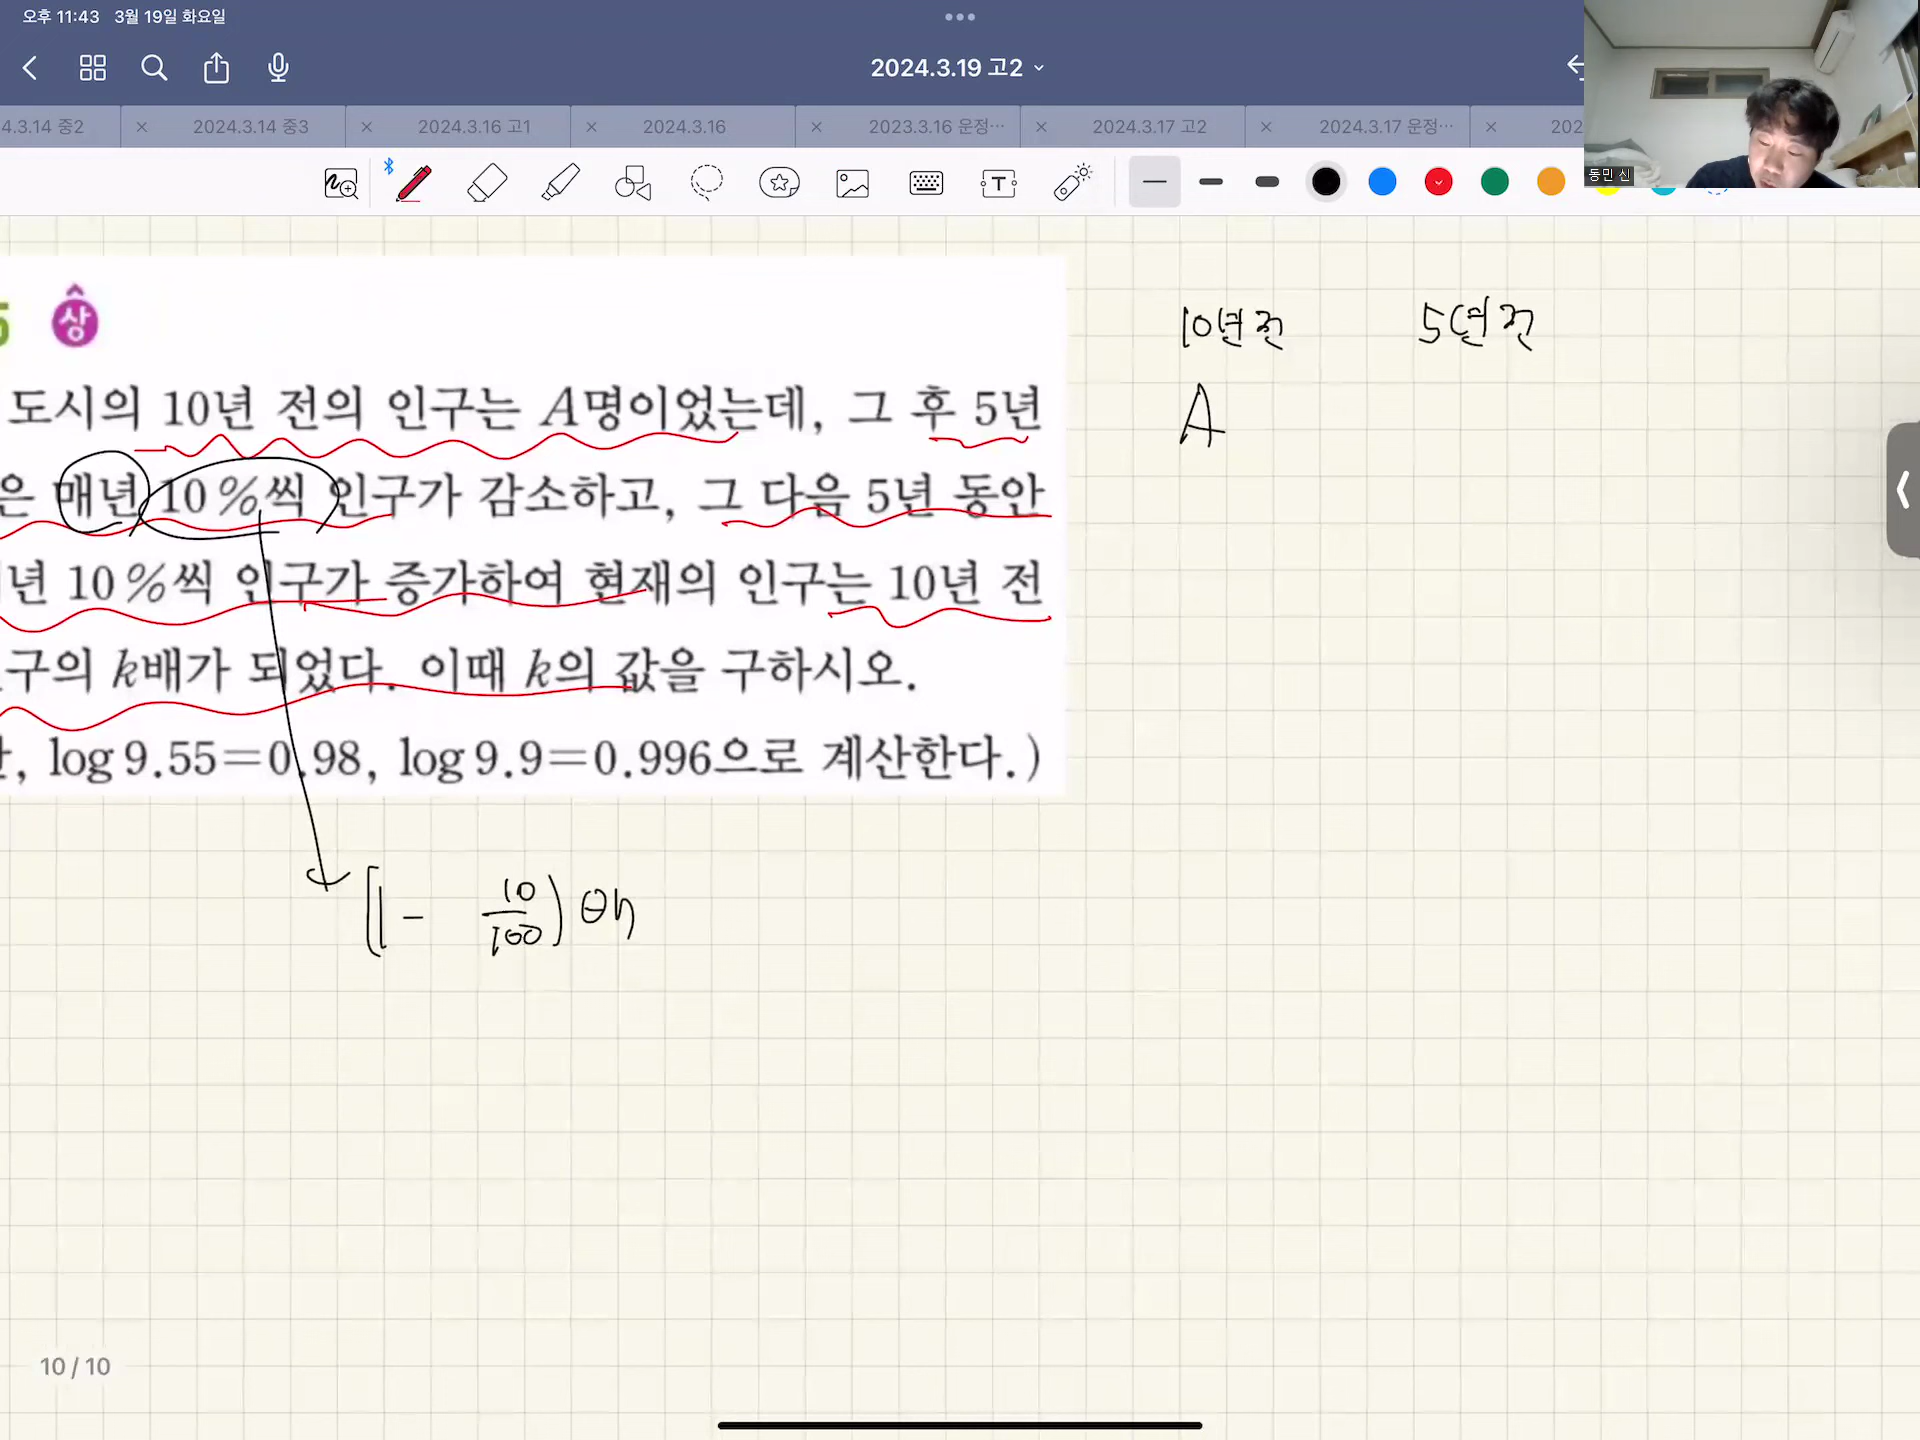 오후 11:43 3월 19일 화요일
2024.3.19 고2
4.3.14 중2
2024.3.14 중3
2024.3.16 고1
2024.3.16
2023.3.16 운정…
2024.3.17 고2
2024.3.17 운정…
202
동민 신
5 상
도시의 10년 전의 인구는 A명이었는데, 그 후 5년
은 매년 10%씩 인구가 감소하고, 그 다음 5년 동안
년 10%씩 인구가 증가하여 현재의 인구는 10년 전
구의 k배가 되었다. 이때 k의 값을 구하시오.
, log 9.55=0.98, log 9.9=0.996으로 계산한다.)
10년전 5년전
A
(1 - 10/100)배
10 / 10